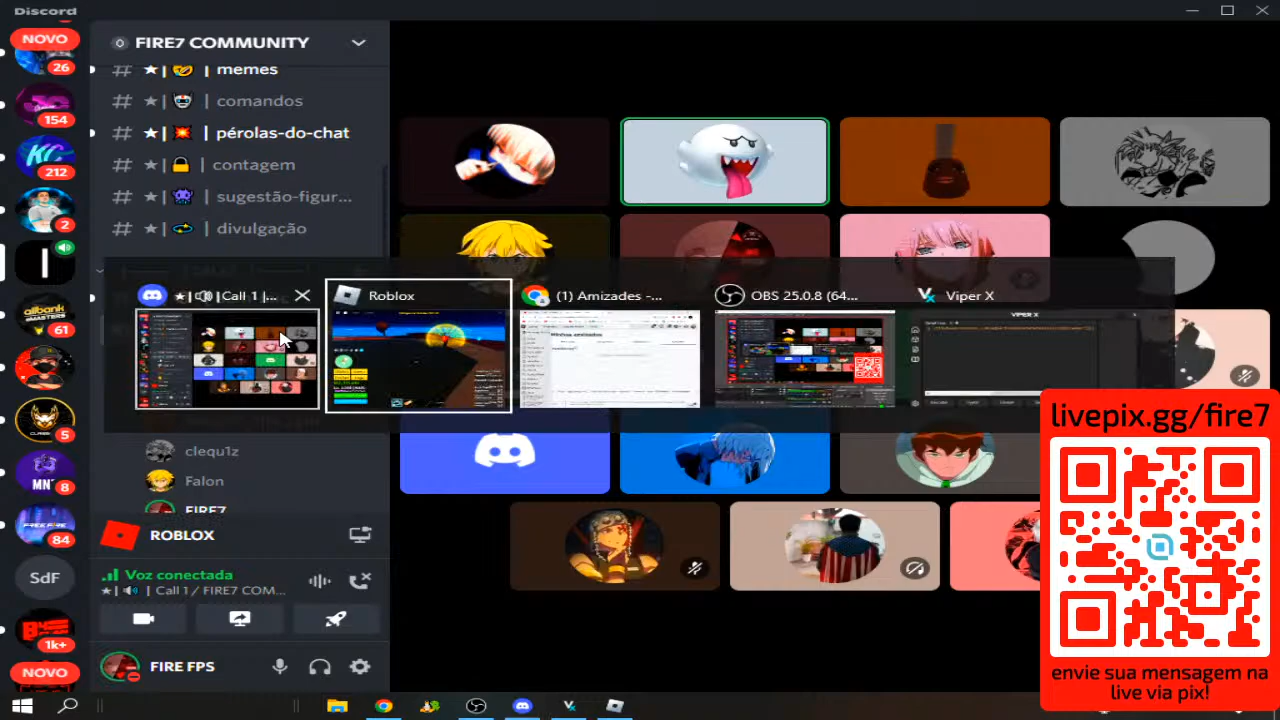 Discord
NOVO
26
154
212
2
61
5
8
84
SdF
1k+
NOVO
FIRE7 COMMUNITY
# ★| | memes
# ★| | comandos
# ★| | pérolas-do-chat
# ★| | contagem
# ★| | sugestão-figur...
# ★| | divulgação
★| Call 1 |...
Roblox
(1) Amizades -...
OBS 25.0.8 (64...
Viper X
VIPER X
clequ1z
Falon
FIRE7
ROBLOX
Voz conectada
★| Call 1 / FIRE7 COM...
FIRE FPS
livepix.gg/fire7
envie sua mensagem na
live via pix!